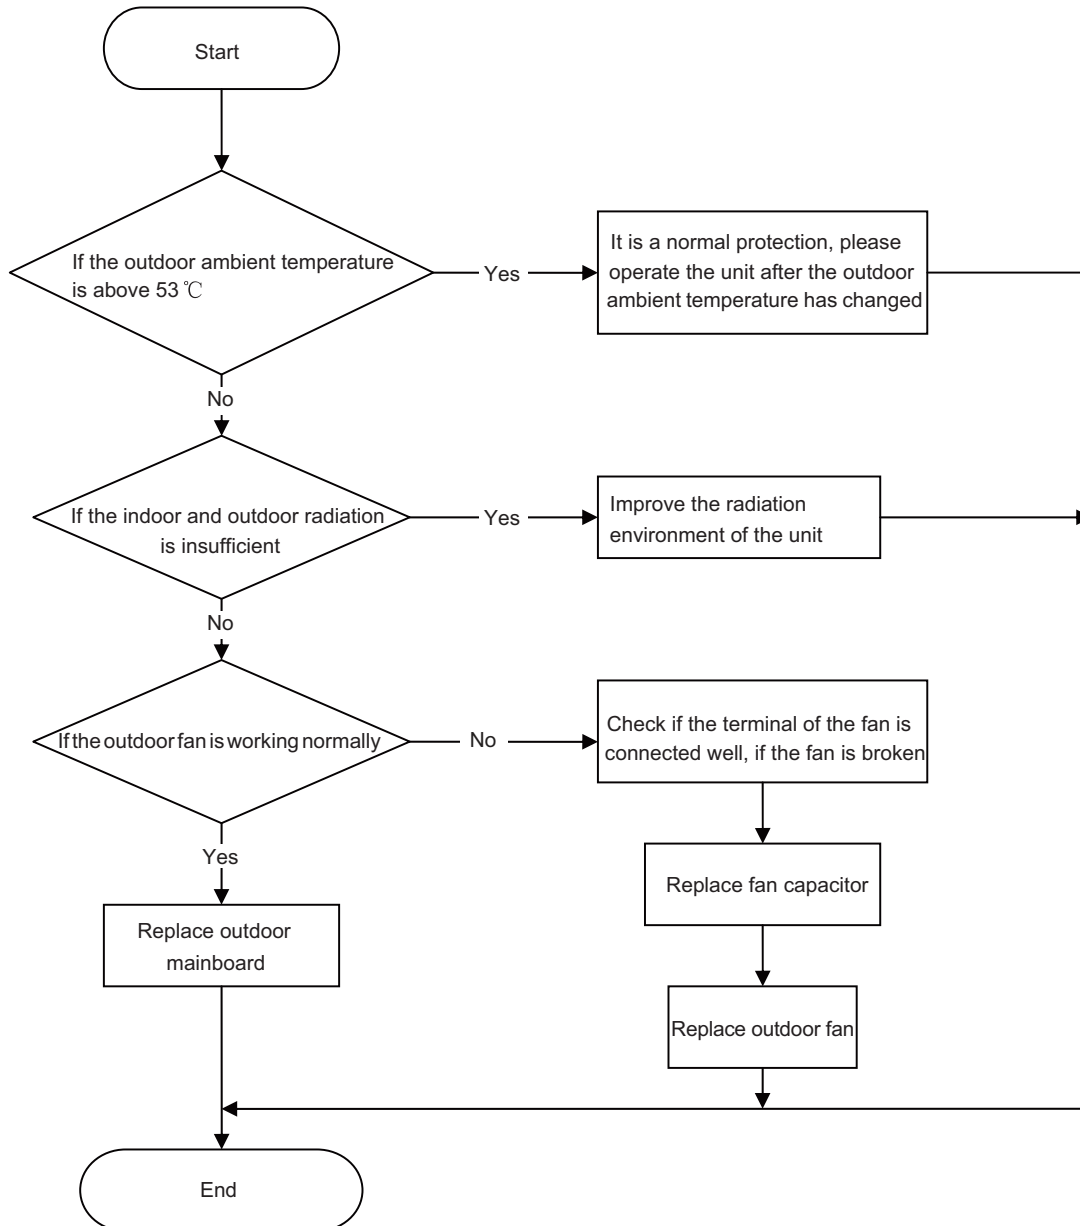 Start
If the outdoor ambient temperature
is above 53 ℃
Yes
It is a normal protection, please
operate the unit after the outdoor
ambient temperature has changed
No
If the indoor and outdoor radiation
is insufficient
Yes
Improve the radiation
environment of the unit
No
If the outdoor fan is working normally
No
Check if the terminal of the fan is
connected well, if the fan is broken
Yes
Replace fan capacitor
Replace outdoor
mainboard
Replace outdoor fan
End